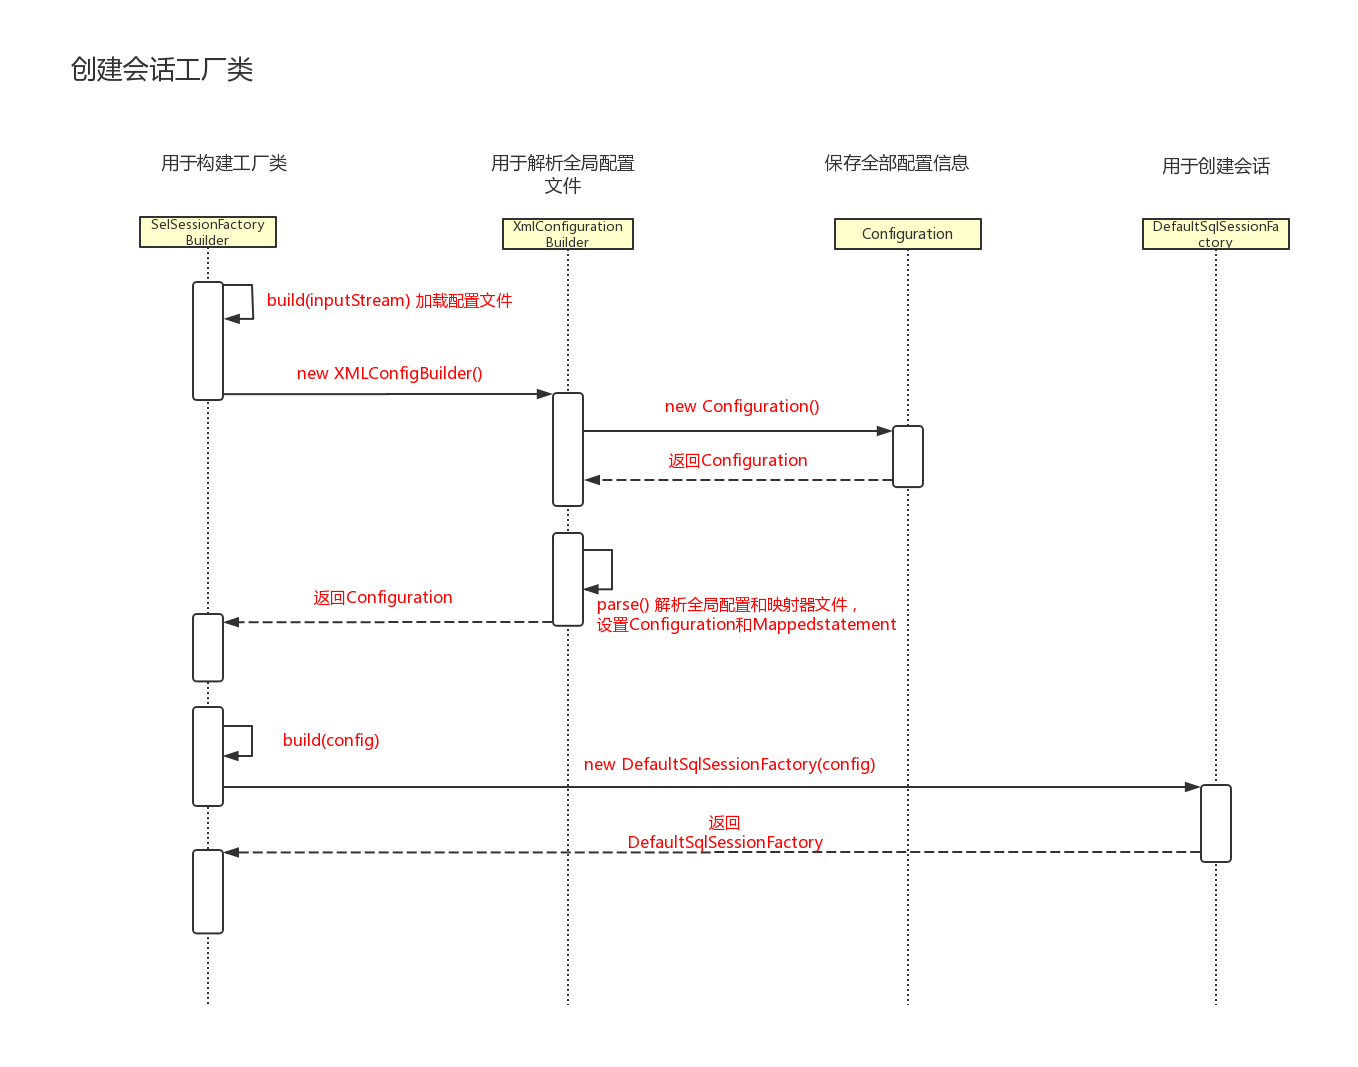 创建会话工厂类
用于构建工厂类
用于解析全局配置
文件
保存全部配置信息
用于创建会话
SelSessionFactory
Builder
XmlConfiguration
Builder
Configuration
DefaultSqlSessionFa
ctory
build(inputStream) 加载配置文件
new XMLConfigBuilder()
new Configuration()
返回Configuration
返回Configuration
parse() 解析全局配置和映射器文件，
设置Configuration和Mappedstatement
build(config)
new DefaultSqlSessionFactory(config)
返回
DefaultSqlSessionFactory